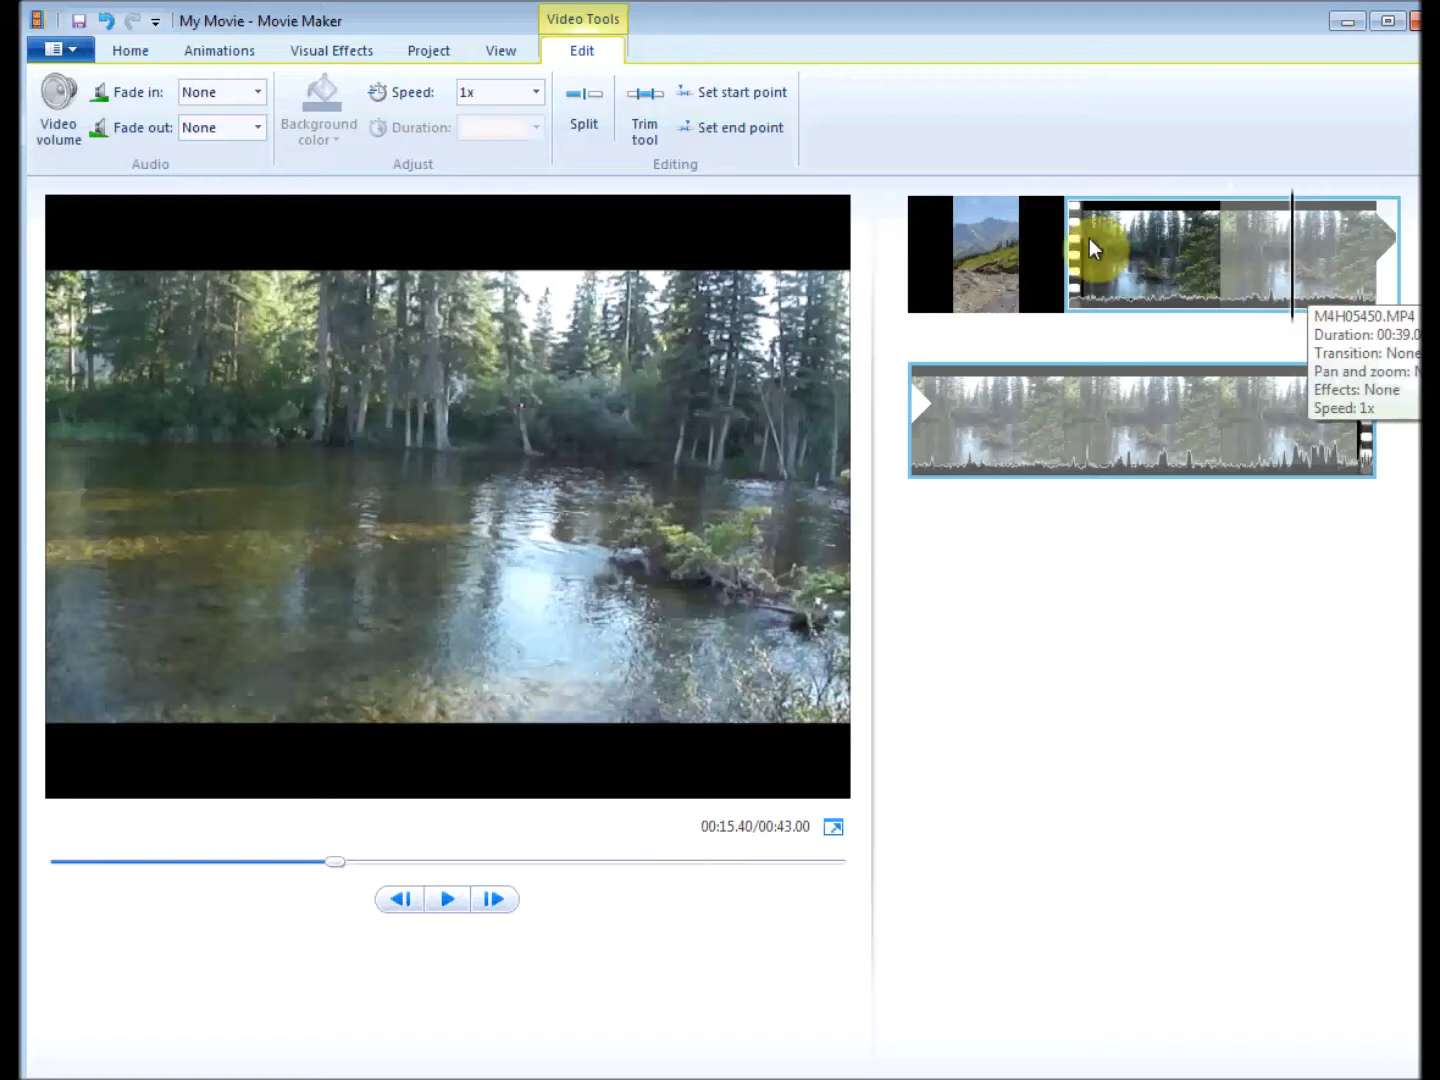 My Movie - Movie Maker
Video Tools
Home
Animations
Visual Effects
Project
View
Edit
Video volume
Fade in:
None
Fade out:
None
Audio
Background color
Speed:
1x
Duration:
Adjust
Split
Trim tool
Set start point
Set end point
Editing
M4H05450.MP4
Duration: 00:39.0
Transition: None
Pan and zoom:
Effects: None
Speed: 1x
00:15.40/00:43.00